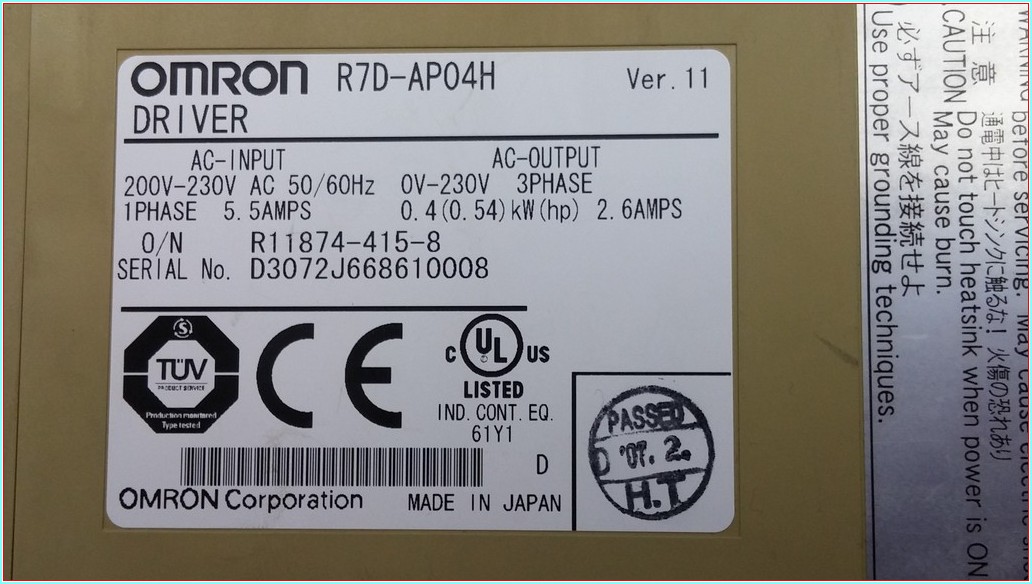 OMRON R7D-AP04H Ver. 11
DRIVER
AC-INPUT AC-OUTPUT
200V-230V AC 50/60Hz 0V-230V 3PHASE
1PHASE 5.5AMPS 0.4(0.54)kW(hp) 2.6AMPS
O/N R11874-415-8
SERIAL No. D3072J668610008
TÜV
PRODUCT SERVICE
Production monitored
Type tested
CE
C UL US
LISTED
IND. CONT. EQ.
61Y1
D
OMRON Corporation MADE IN JAPAN
PASSED
D '07. 2.
H.T
WARNING before servicing. May cause
注意 通電中はヒートシンクに触るな! 火傷の恐れあり
CAUTION Do not touch heatsink when power is ON
May cause burn.
必ずアース線を接続せよ
Use proper grounding techniques.